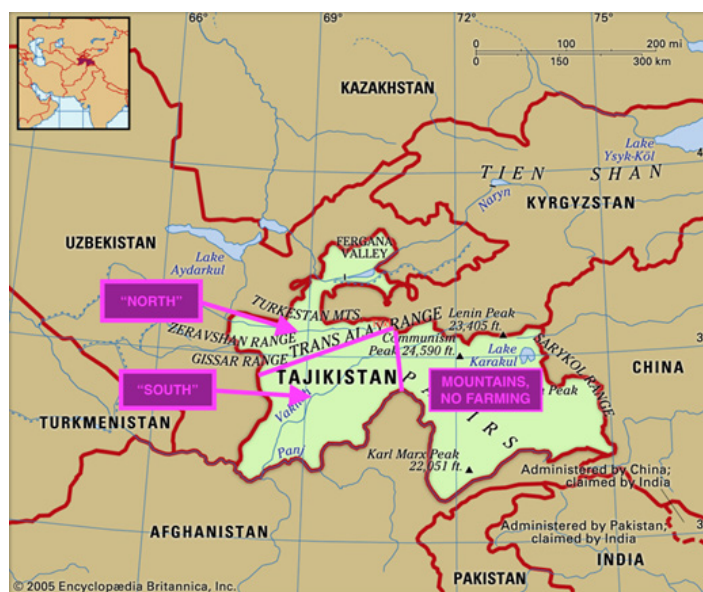 66°
69°
72°
75°
0 100 200 mi
0 150 300 km
KAZAKHSTAN
Lake
Ysyk-Köl
TIEN SHAN
Naryn
KYRGYZSTAN
UZBEKISTAN
FERGANA
VALLEY
Lake
Aydarkul
"NORTH"
TURKESTAN MTS
ZERAVSHAN RANGE
TRANS ALAY RANGE
Lenin Peak
23,405 ft.
Communism
Peak 24,590 ft.
GISSAR RANGE
Lake
Karakul
SARYKOL RANGE
CHINA
TAJIKISTAN
"SOUTH"
MOUNTAINS,
NO FARMING
Peak
Vakhsh
PAMIRS
TURKMENISTAN
Panj
Karl Marx Peak
22,051 ft.
Administered by China;
claimed by India
Administered by Pakistan;
claimed by India
AFGHANISTAN
INDIA
PAKISTAN
© 2005 Encyclopædia Britannica, Inc.